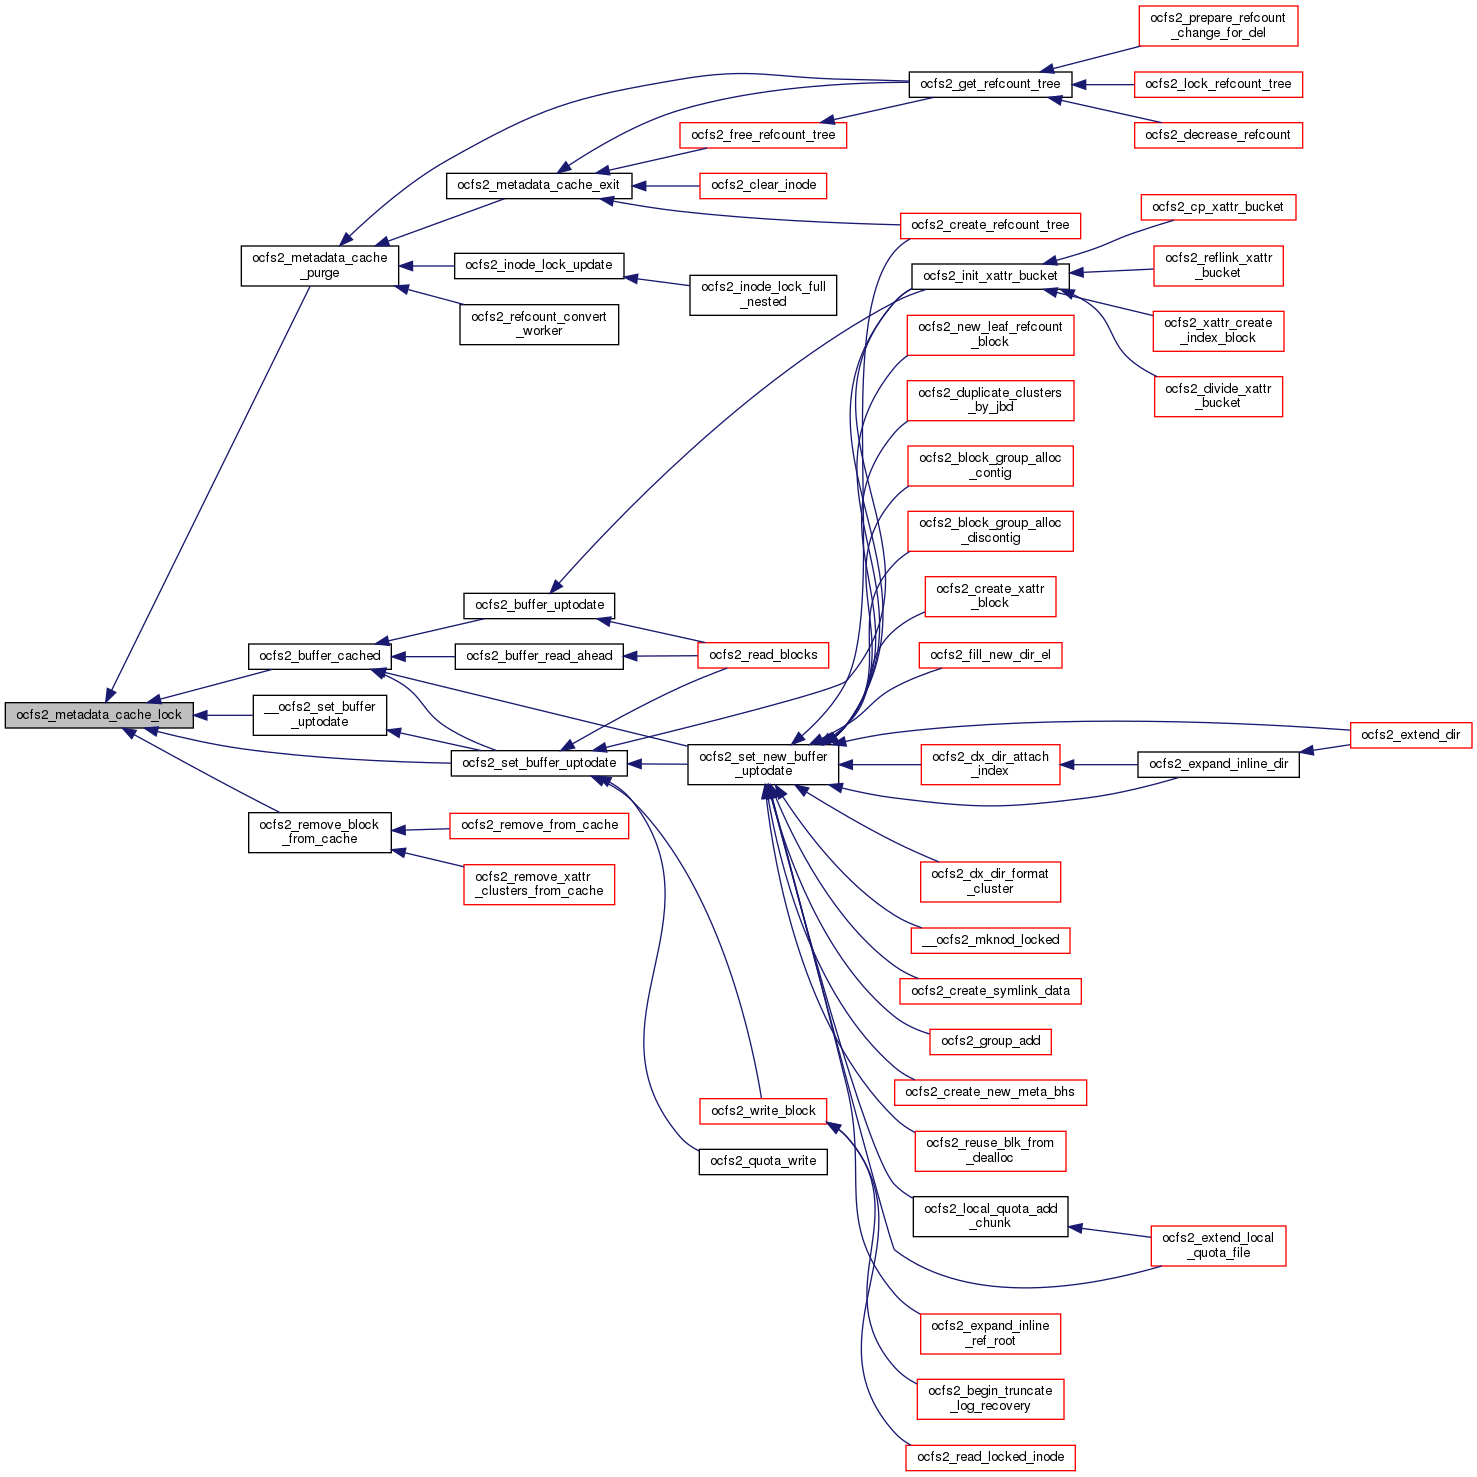 ocfs2_prepare_refcount
_change_for_del
ocfs2_get_refcount_tree
ocfs2_lock_refcount_tree
ocfs2_free_refcount_tree
ocfs2_decrease_refcount
ocfs2_metadata_cache_exit
ocfs2_clear_inode
ocfs2_cp_xattr_bucket
ocfs2_create_refcount_tree
ocfs2_metadata_cache
_purge
ocfs2_inode_lock_update
ocfs2_init_xattr_bucket
ocfs2_reflink_xattr
_bucket
ocfs2_inode_lock_full
_nested
ocfs2_refcount_convert
_worker
ocfs2_new_leaf_refcount
_block
ocfs2_xattr_create
_index_block
ocfs2_duplicate_clusters
_by_jbd
ocfs2_divide_xattr
_bucket
ocfs2_block_group_alloc
_contig
ocfs2_block_group_alloc
_discontig
ocfs2_buffer_uptodate
ocfs2_create_xattr
_block
ocfs2_buffer_cached
ocfs2_buffer_read_ahead
ocfs2_read_blocks
ocfs2_fill_new_dir_el
ocfs2_metadata_cache_lock
__ocfs2_set_buffer
_uptodate
ocfs2_extend_dir
ocfs2_set_buffer_uptodate
ocfs2_set_new_buffer
_uptodate
ocfs2_dx_dir_attach
_index
ocfs2_expand_inline_dir
ocfs2_remove_block
_from_cache
ocfs2_remove_from_cache
ocfs2_remove_xattr
_clusters_from_cache
ocfs2_dx_dir_format
_cluster
__ocfs2_mknod_locked
ocfs2_create_symlink_data
ocfs2_group_add
ocfs2_create_new_meta_bhs
ocfs2_write_block
ocfs2_reuse_blk_from
_dealloc
ocfs2_quota_write
ocfs2_local_quota_add
_chunk
ocfs2_extend_local
_quota_file
ocfs2_expand_inline
_ref_root
ocfs2_begin_truncate
_log_recovery
ocfs2_read_locked_inode